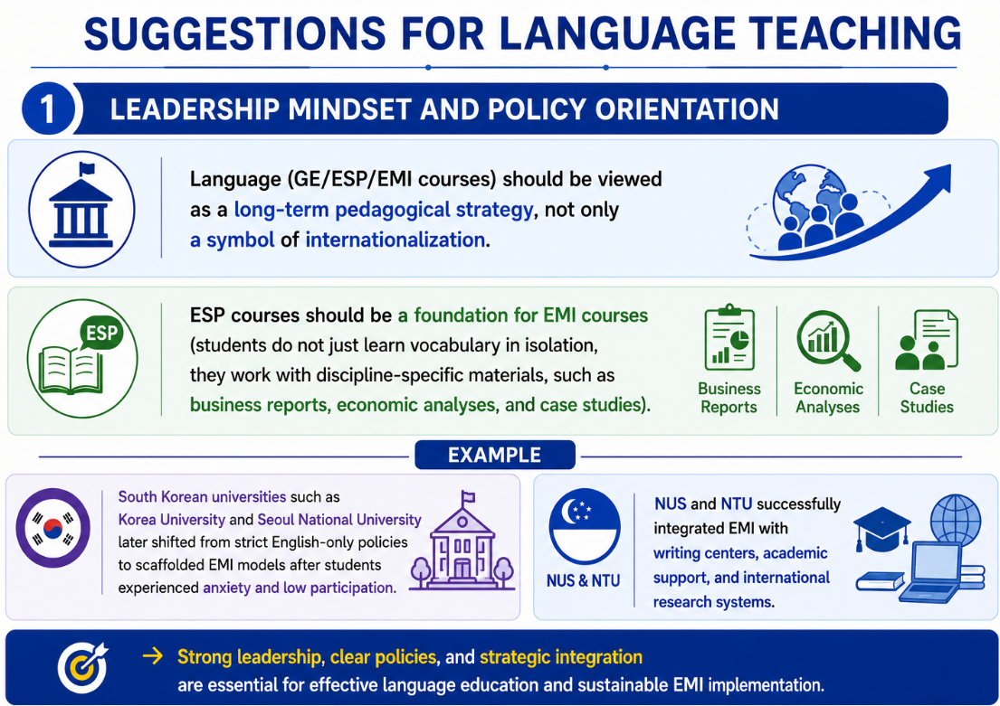 SUGGESTIONS FOR LANGUAGE TEACHING
1
LEADERSHIP MINDSET AND POLICY ORIENTATION
Language (GE/ESP/EMI courses) should be viewed
as a long-term pedagogical strategy, not only
a symbol of internationalization.
ESP
ESP courses should be a foundation for EMI courses
(students do not just learn vocabulary in isolation,
they work with discipline-specific materials, such as
business reports, economic analyses, and case studies).
Business
Reports
Economic
Analyses
Case
Studies
EXAMPLE
South Korean universities such as
Korea University and Seoul National University
later shifted from strict English-only policies
to scaffolded EMI models after students
experienced anxiety and low participation.
NUS & NTU
NUS and NTU successfully
integrated EMI with
writing centers, academic
support, and international
research systems.
→ Strong leadership, clear policies, and strategic integration
are essential for effective language education and sustainable EMI implementation.